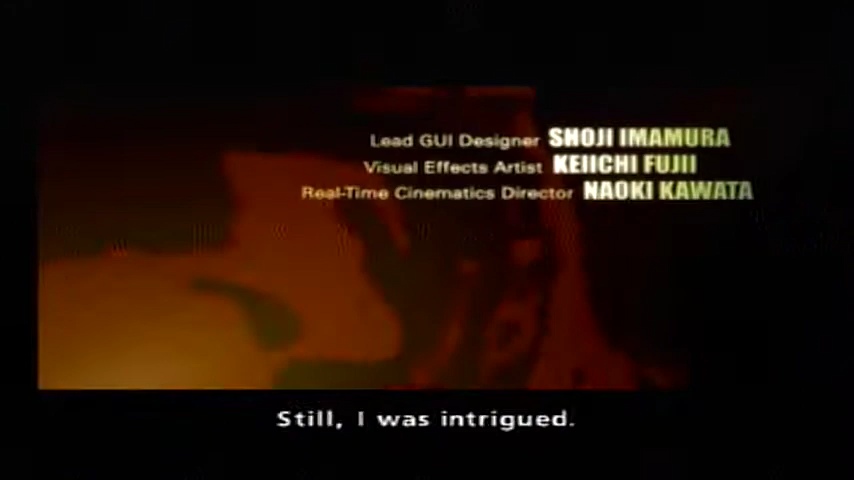 Lead GUI Designer SHOJI IMAMURA
Visual Effects Artist KEIICHI FUJII
Real-Time Cinematics Director NAOKI KAWATA
Still, I was intrigued.